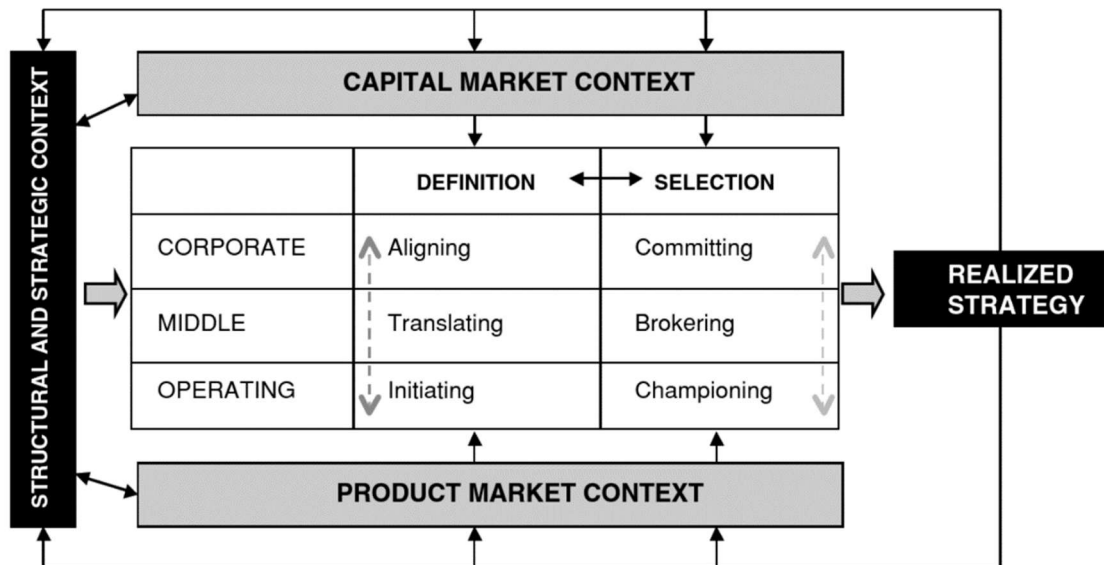 STRUCTURAL AND STRATEGIC CONTEXT
CAPITAL MARKET CONTEXT
DEFINITION SELECTION
CORPORATE Aligning Committing
MIDDLE Translating Brokering
OPERATING Initiating Championing
REALIZED
STRATEGY
PRODUCT MARKET CONTEXT